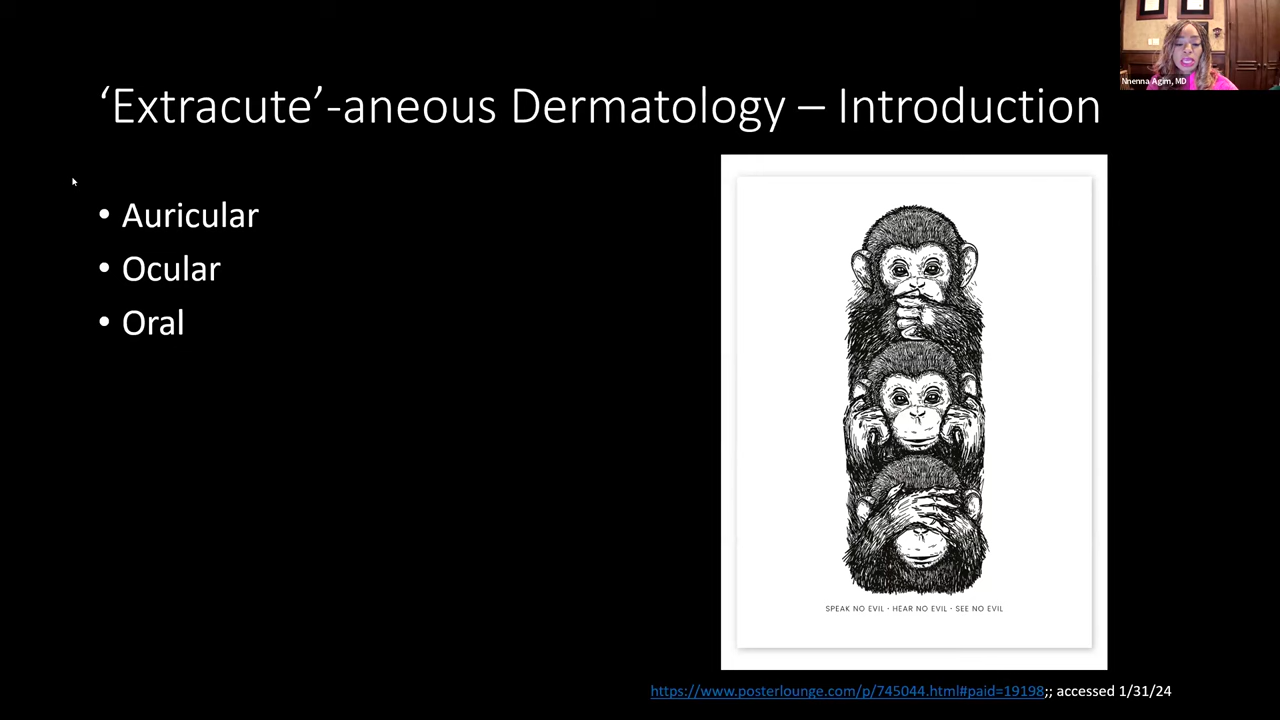 ‘Extracute’-aneous Dermatology – Introduction
Nnenna Agim, MD
• Auricular
• Ocular
• Oral
SPEAK NO EVIL · HEAR NO EVIL · SEE NO EVIL
https://www.posterlounge.com/p/745044.html#paid=19198;; accessed 1/31/24